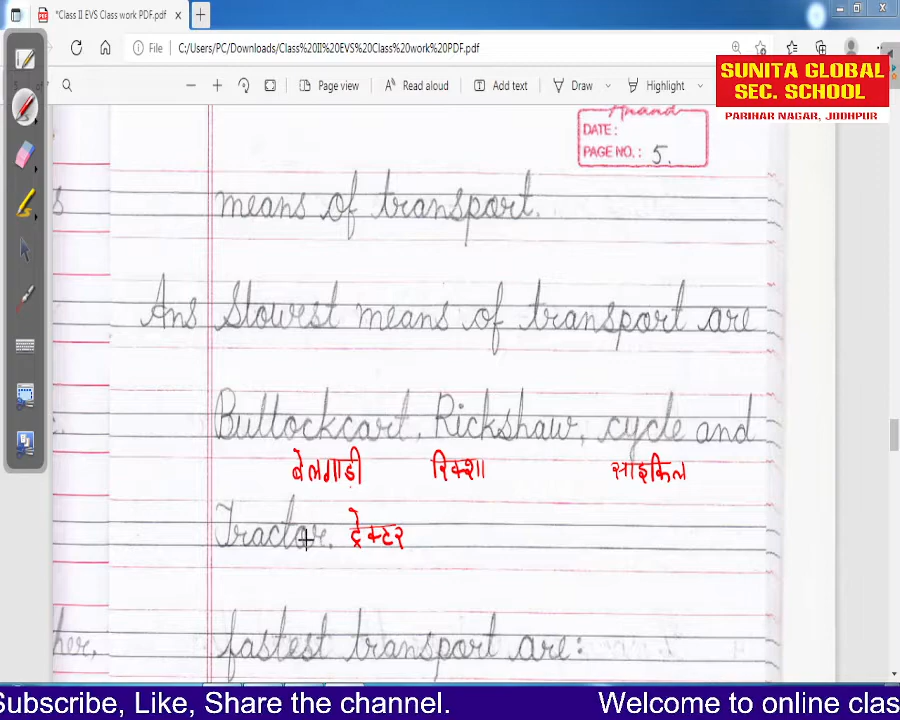 *Class II EVS Class work PDF.pdf
File C:/Users/PC/Downloads/Class%20II%20EVS%20Class%20work%20PDF.pdf
Page view Read aloud Add text Draw Highlight
SUNITA GLOBAL
SEC. SCHOOL
PARIHAR NAGAR, JODHPUR
Anand
DATE:
PAGE NO.: 5.
means of transport.
Ans Slowest means of transport are
Bullockcart, Rickshaw, cycle and
बेलगाड़ी रिक्शा साइकिल
Tractor. ट्रेक्टर
her, fastest transport are:
Subscribe, Like, Share the channel. Welcome to online clas